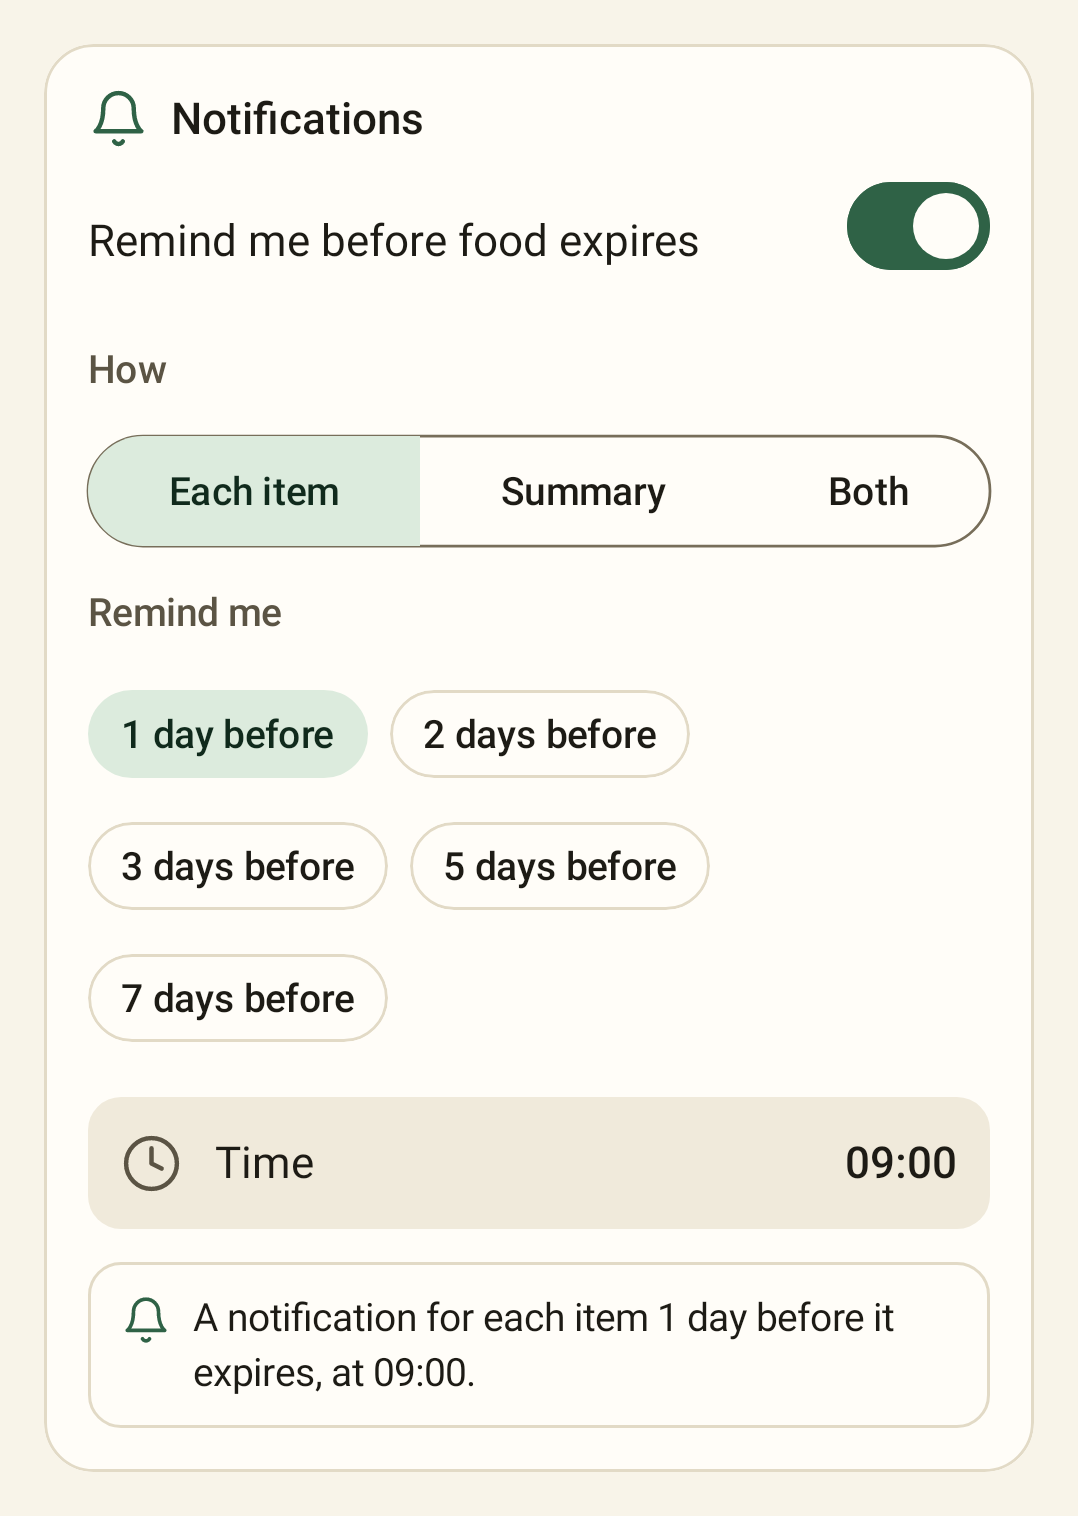 Notifications
Remind me before food expires
How
Each item Summary Both
Remind me
1 day before 2 days before
3 days before 5 days before
7 days before
Time 09:00
A notification for each item 1 day before it
expires, at 09:00.